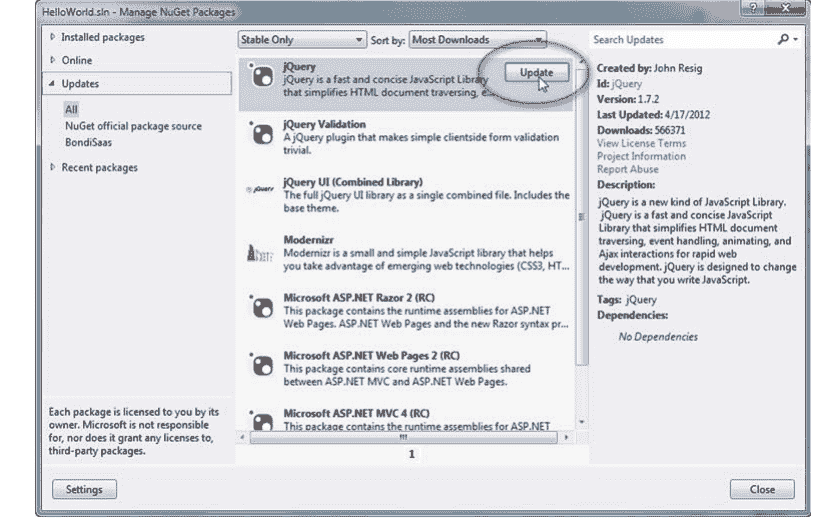 HelloWorld.sln - Manage NuGet Packages
Installed packages
Online
Updates
All
NuGet official package source
BondiSaas
Recent packages
Each package is licensed to you by its
owner. Microsoft is not responsible
for, nor does it grant any licenses to,
third-party packages.
Settings
Stable Only
Sort by: Most Downloads
jQuery
jQuery is a fast and concise JavaScript Library
that simplifies HTML document traversing, e...
Update
jQuery Validation
A jQuery plugin that makes simple clientside form validation
trivial.
jQuery UI (Combined Library)
The full jQuery UI library as a single combined file. Includes the
base theme.
Modernizr
Modernizr is a small and simple JavaScript library that helps
you take advantage of emerging web technologies (CSS3, HT...
Microsoft ASP.NET Razor 2 (RC)
This package contains the runtime assemblies for ASP.NET
Web Pages. ASP.NET Web Pages and the new Razor syntax pr...
Microsoft ASP.NET Web Pages 2 (RC)
This package contains core runtime assemblies shared
between ASP.NET MVC and ASP.NET Web Pages.
Microsoft ASP.NET MVC 4 (RC)
This package contains the runtime assemblies for ASP.NET
1
Search Updates
Created by: John Resig
Id: jQuery
Version: 1.7.2
Last Updated: 4/17/2012
Downloads: 566371
View License Terms
Project Information
Report Abuse
Description:
jQuery is a new kind of JavaScript Library.
jQuery is a fast and concise JavaScript
Library that simplifies HTML document
traversing, event handling, animating, and
Ajax interactions for rapid web
development. jQuery is designed to change
the way that you write JavaScript.
Tags: jQuery
Dependencies:
No Dependencies
Close